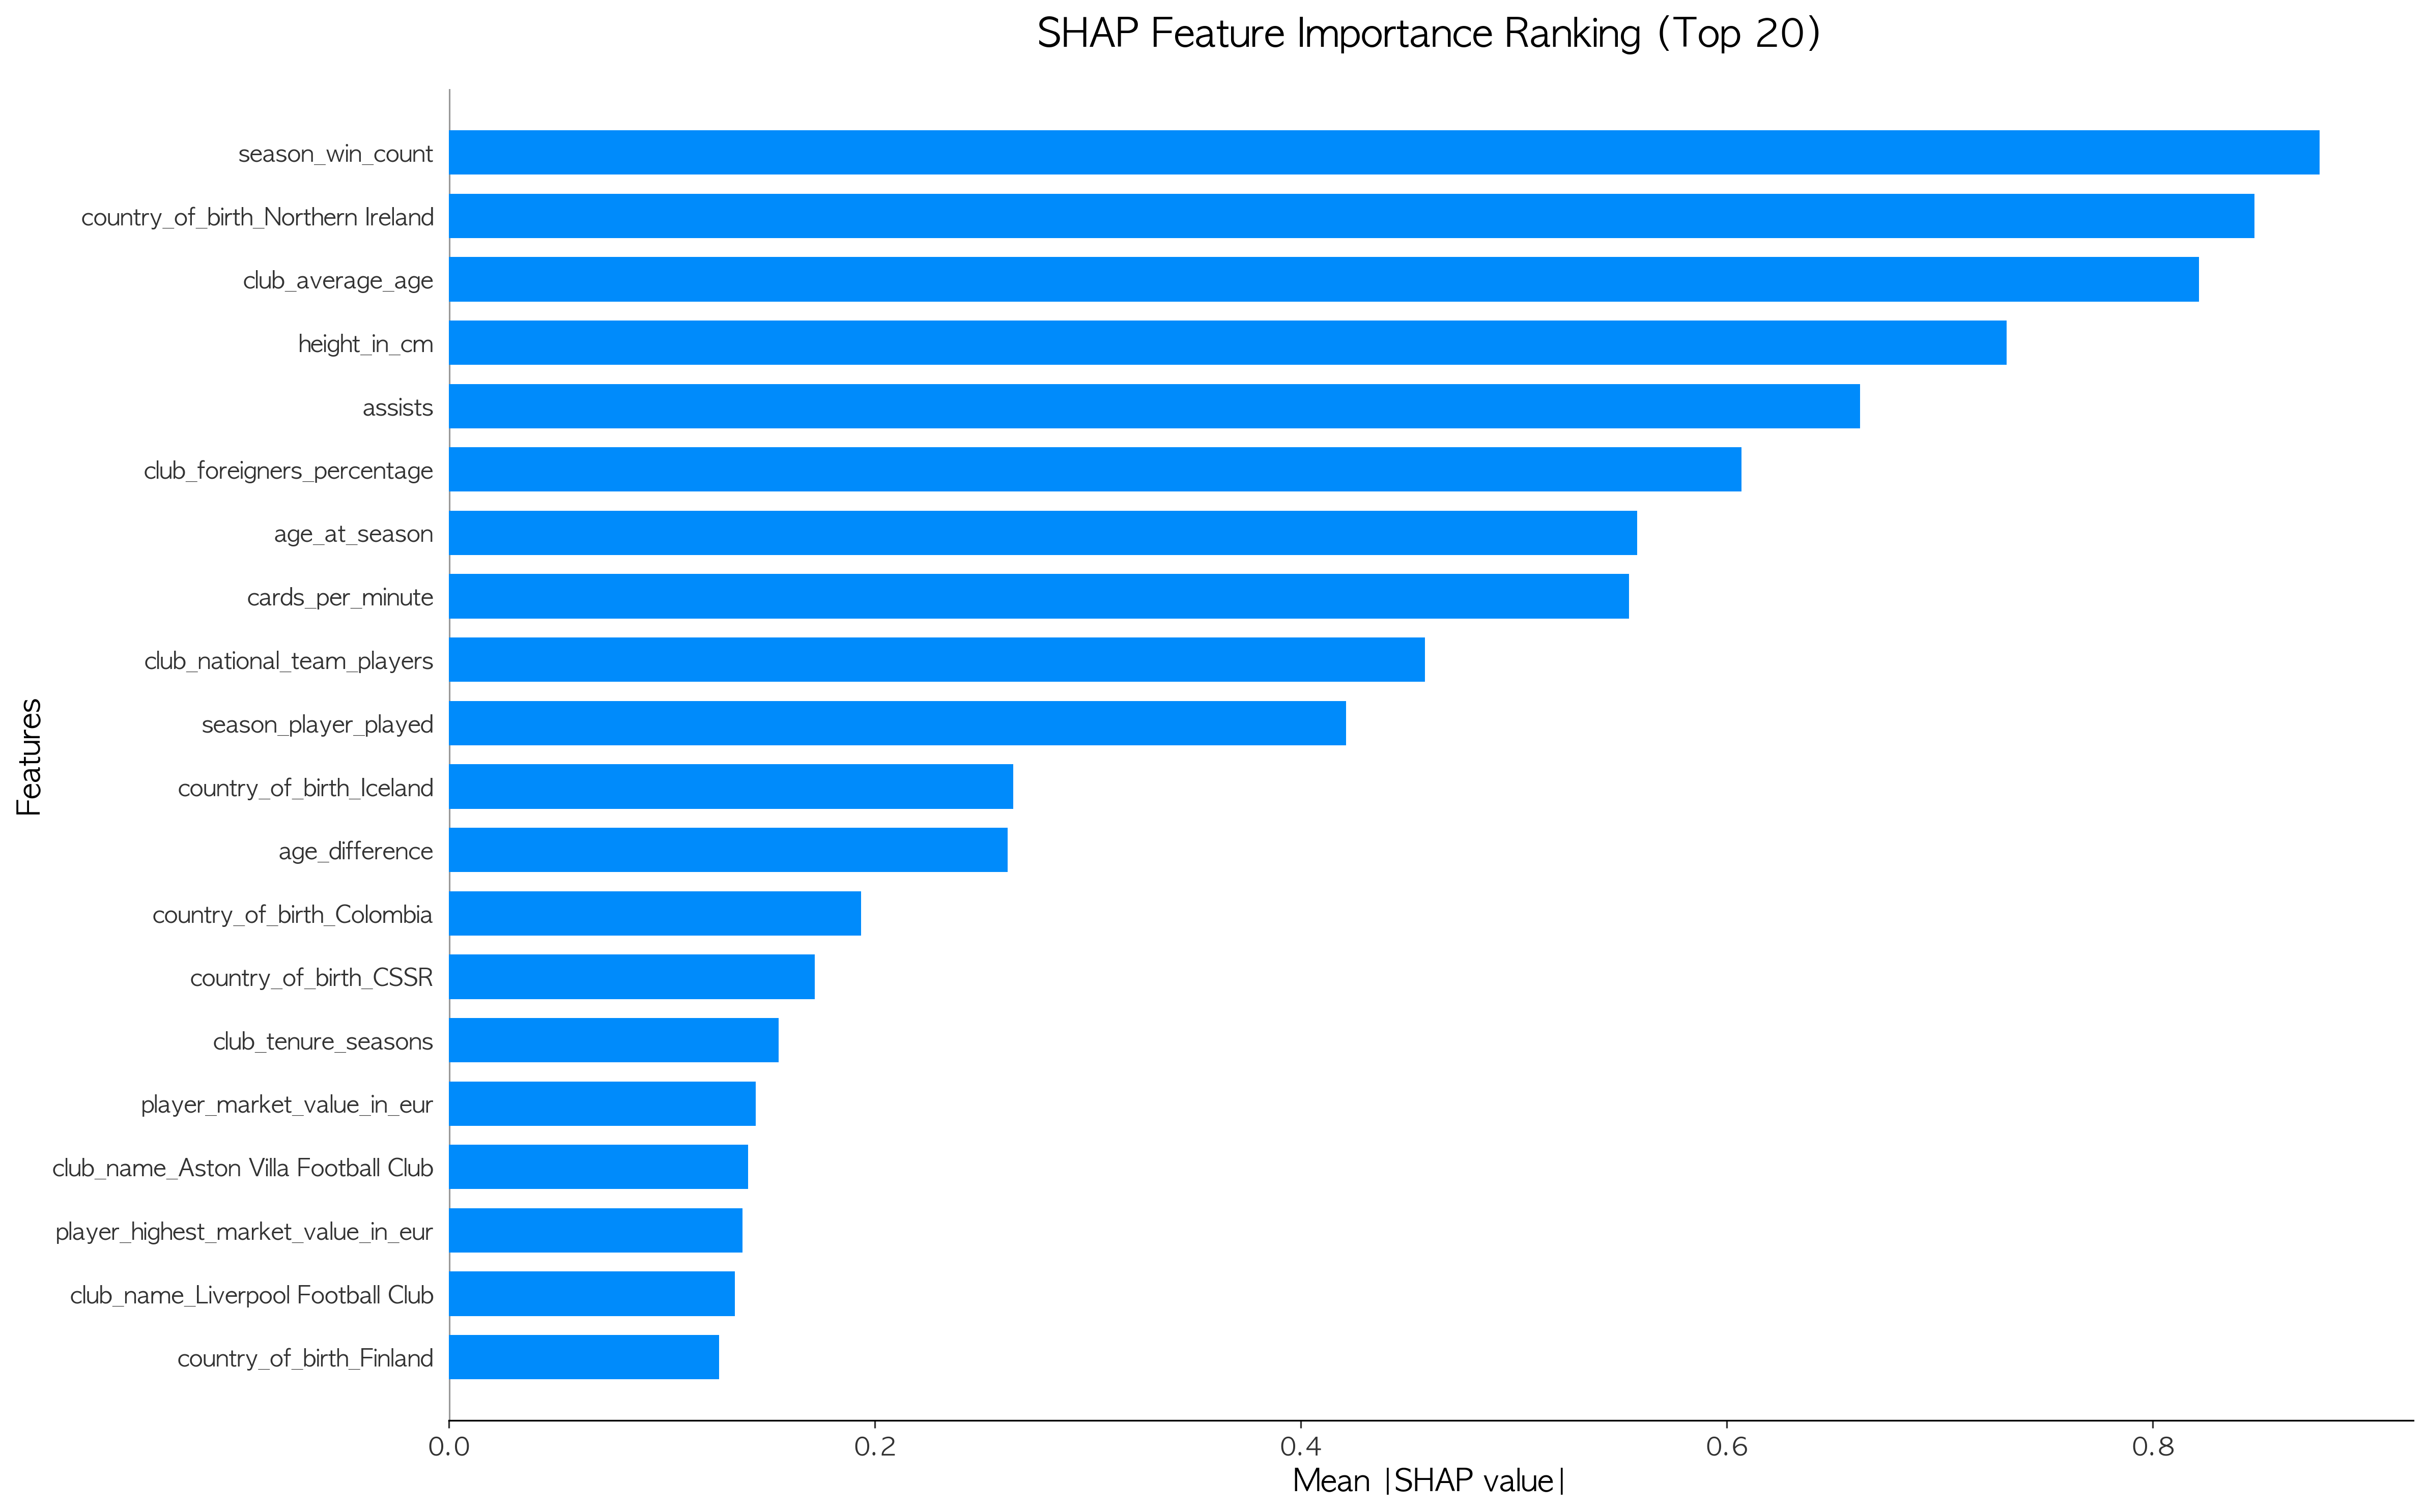 SHAP Feature Importance Ranking (Top 20)
season_win_count
country_of_birth_Northern Ireland
club_average_age
height_in_cm
assists
club_foreigners_percentage
age_at_season
cards_per_minute
club_national_team_players
season_player_played
country_of_birth_Iceland
age_difference
country_of_birth_Colombia
country_of_birth_CSSR
club_tenure_seasons
player_market_value_in_eur
club_name_Aston Villa Football Club
player_highest_market_value_in_eur
club_name_Liverpool Football Club
country_of_birth_Finland
Features
0.0 0.2 0.4 0.6 0.8
Mean |SHAP value|